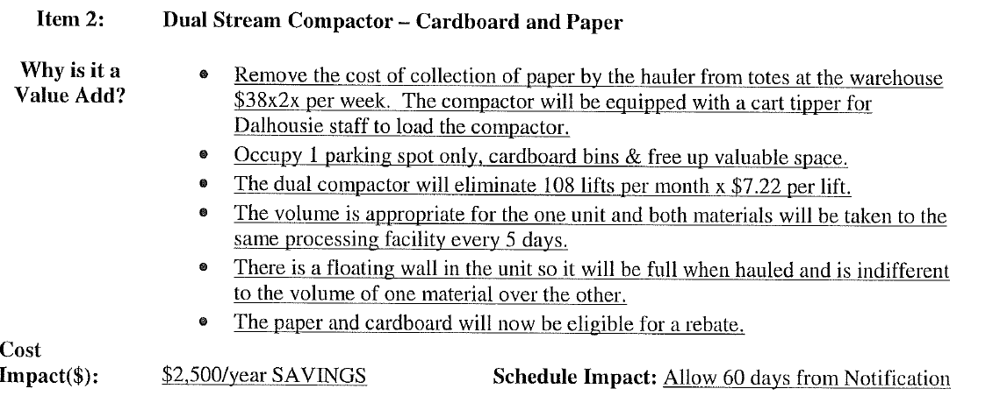 Item 2: Dual Stream Compactor – Cardboard and Paper
Why is it a Value Add?
• Remove the cost of collection of paper by the hauler from totes at the warehouse
$38x2x per week. The compactor will be equipped with a cart tipper for
Dalhousie staff to load the compactor.
• Occupy 1 parking spot only, cardboard bins & free up valuable space.
• The dual compactor will eliminate 108 lifts per month x $7.22 per lift.
• The volume is appropriate for the one unit and both materials will be taken to the
same processing facility every 5 days.
• There is a floating wall in the unit so it will be full when hauled and is indifferent
to the volume of one material over the other.
• The paper and cardboard will now be eligible for a rebate.
Cost
Impact($): $2,500/year SAVINGS Schedule Impact: Allow 60 days from Notification